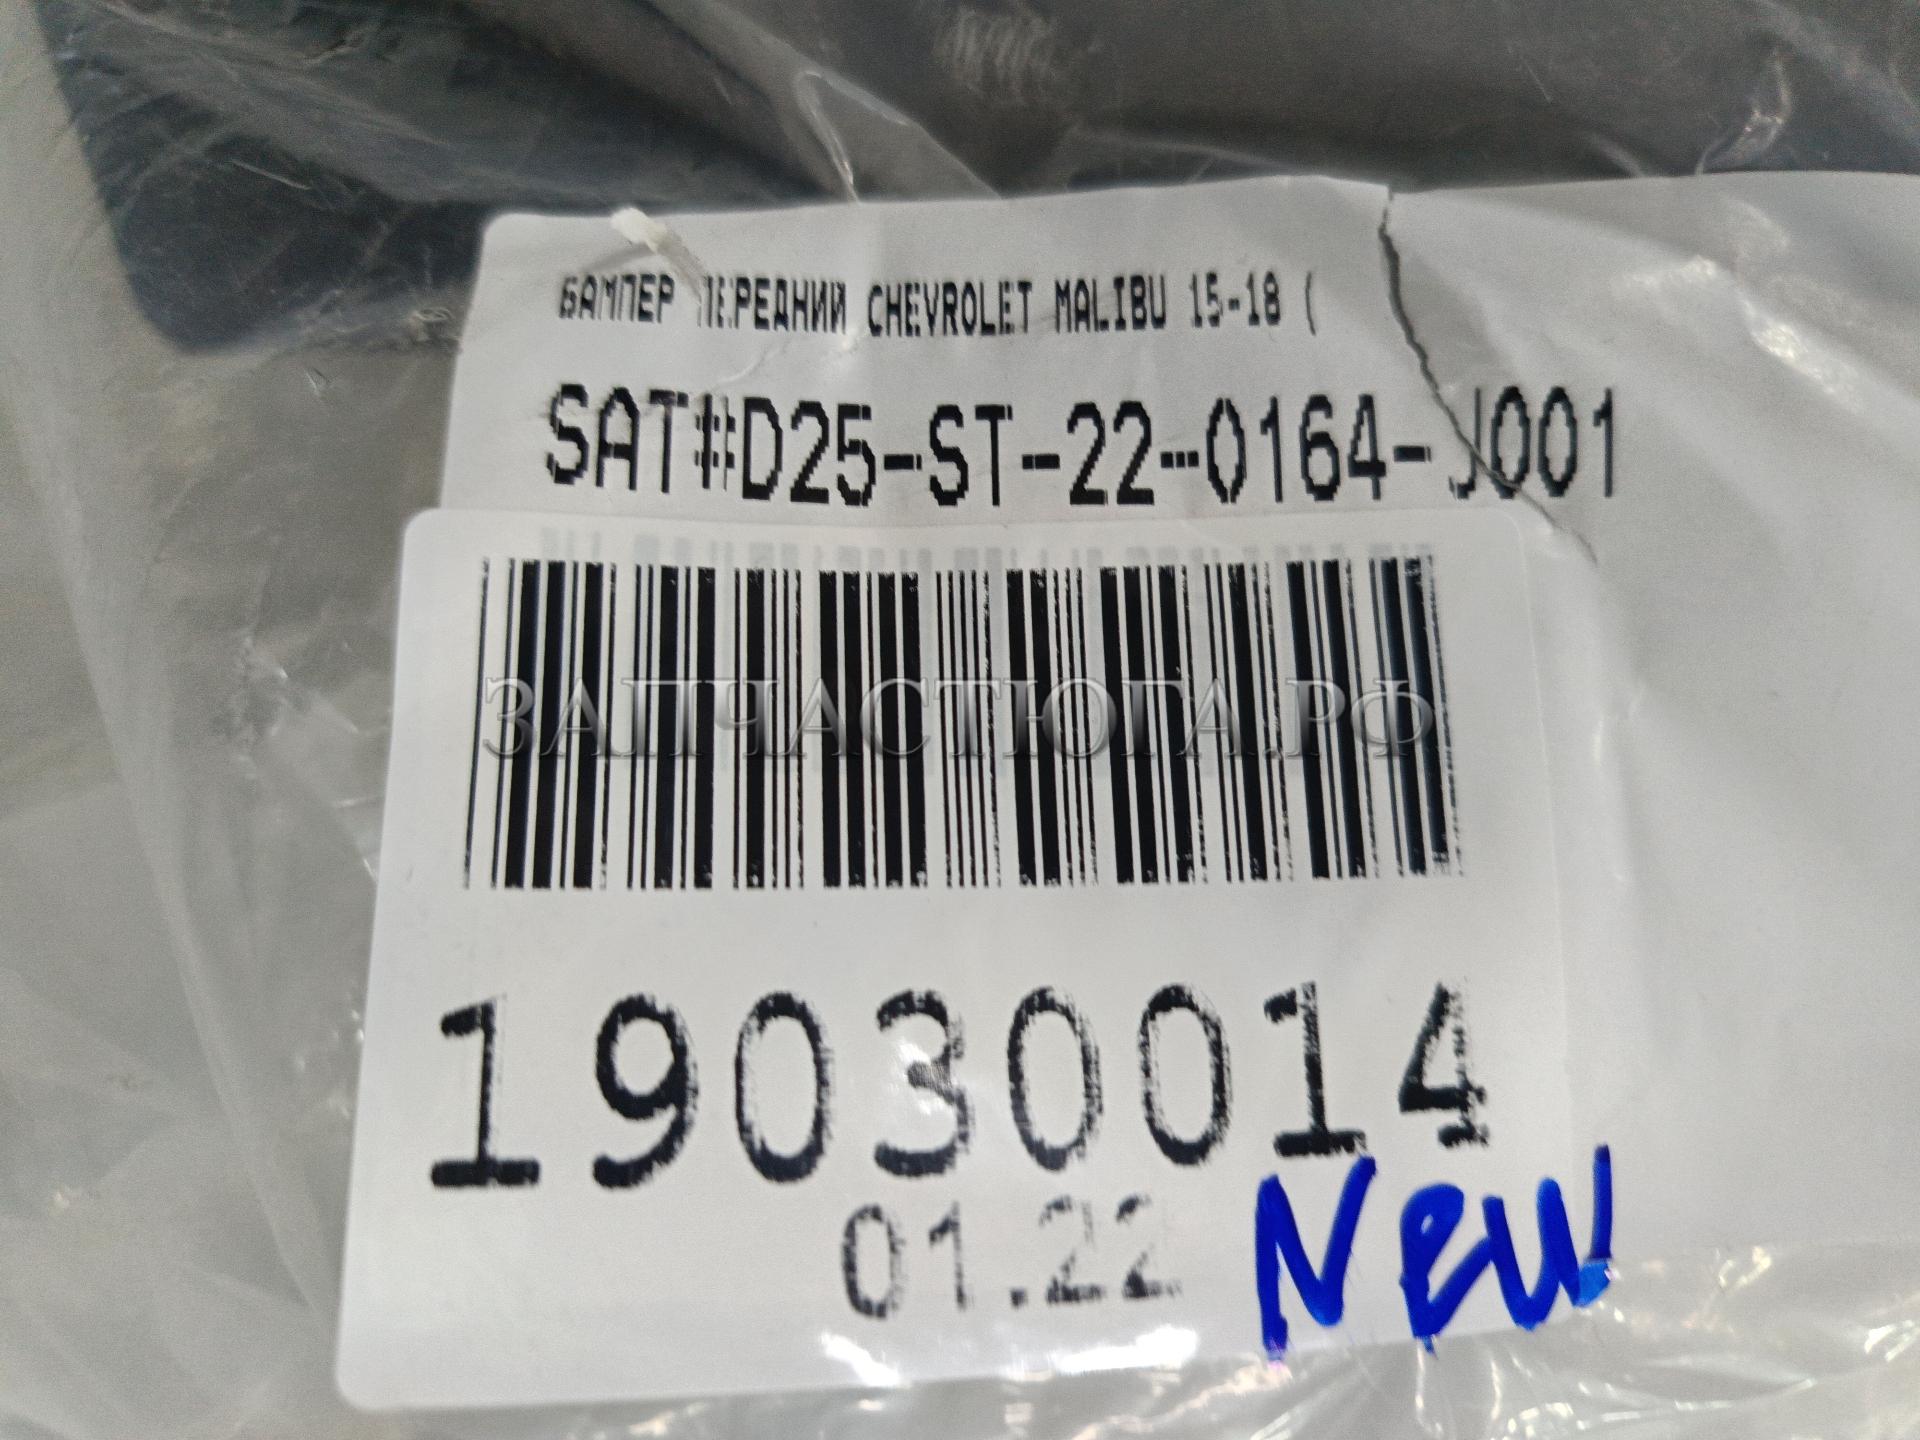 БАМПЕР ПЕРЕДНИЙ CHEVROLET MALIBU 15-18 (
SAT#D25-ST-22-0164-J001
ЗАПЧАСТЮГА.РФ
19030014
01.22
New